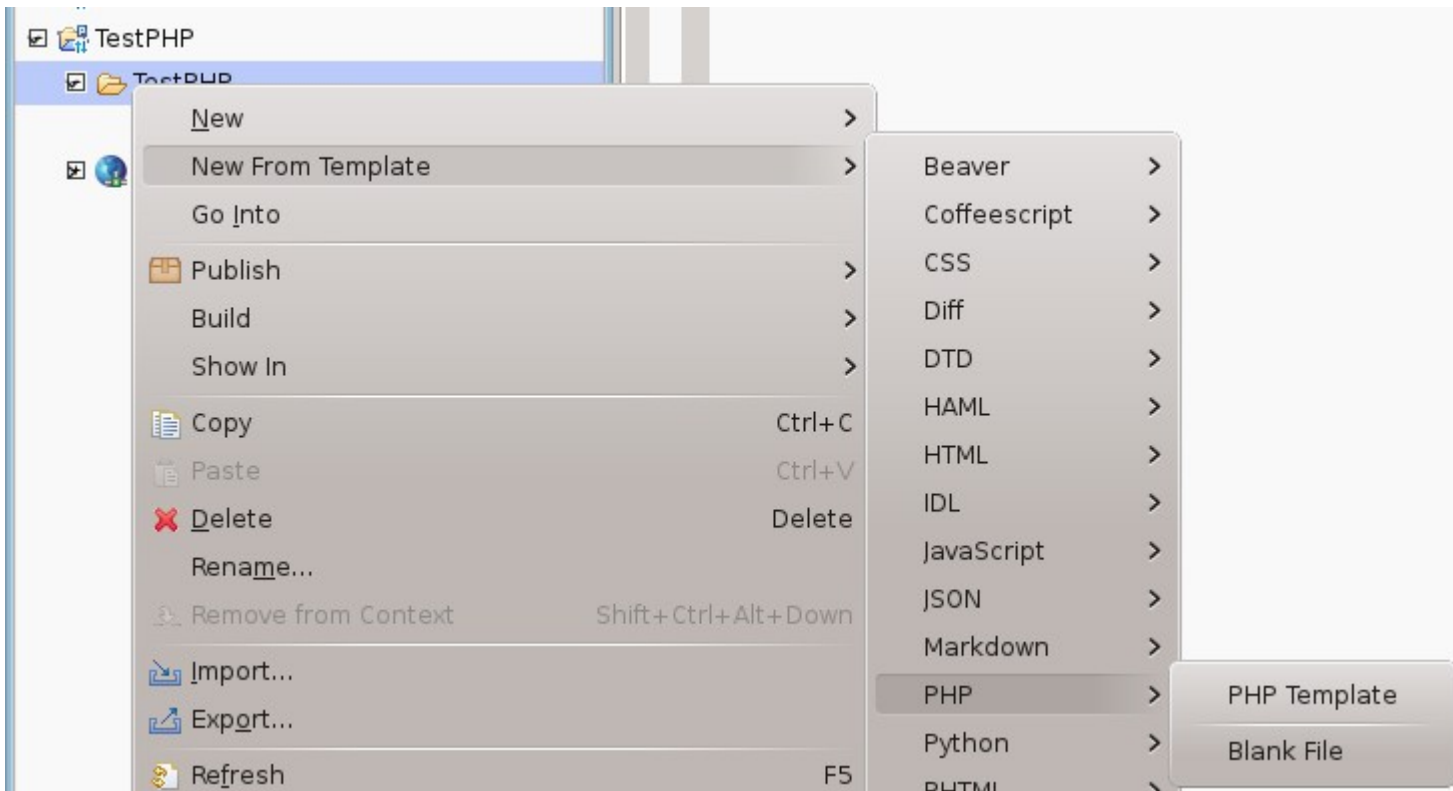 TestPHP
TestPHP
New
New From Template
Go Into
Publish
Build
Show In
Copy Ctrl+C
Paste Ctrl+V
Delete Delete
Rename...
Remove from Context Shift+Ctrl+Alt+Down
Import...
Export...
Refresh F5
Beaver
Coffeescript
CSS
Diff
DTD
HAML
HTML
IDL
JavaScript
JSON
Markdown
PHP
Python
RHTML
PHP Template
Blank File